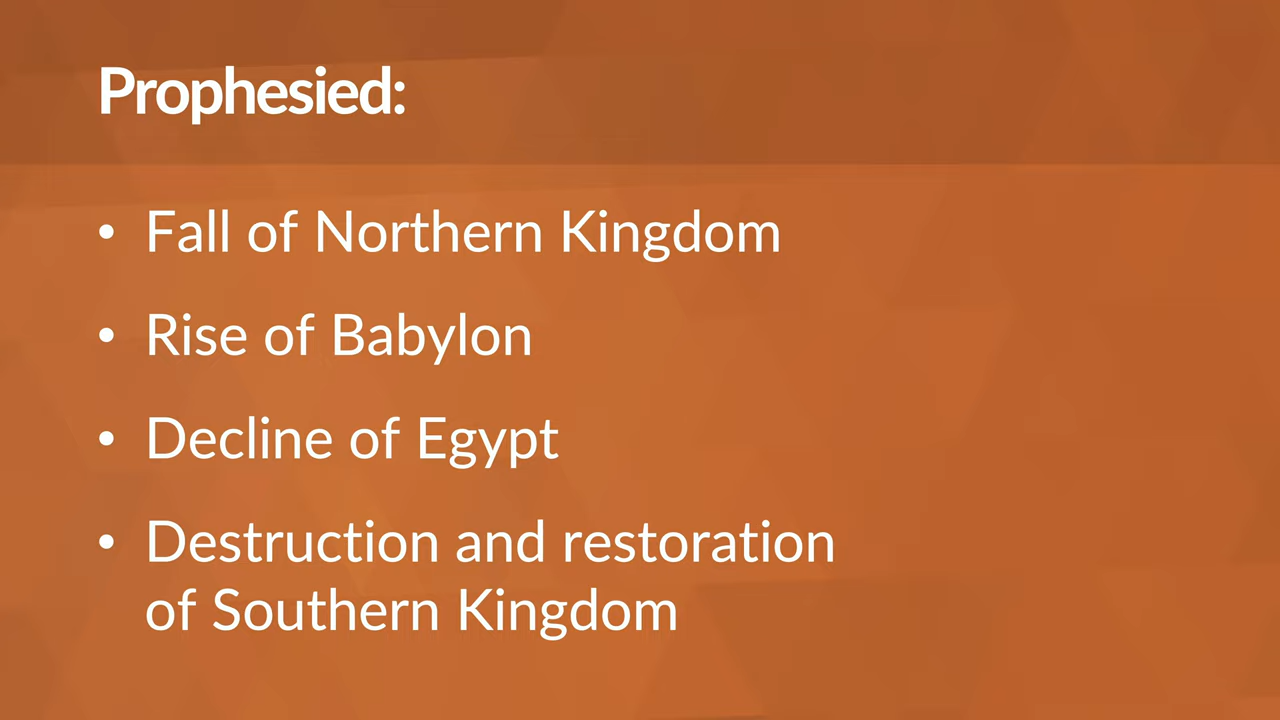 Prophesied:
• Fall of Northern Kingdom
• Rise of Babylon
• Decline of Egypt
• Destruction and restoration
of Southern Kingdom